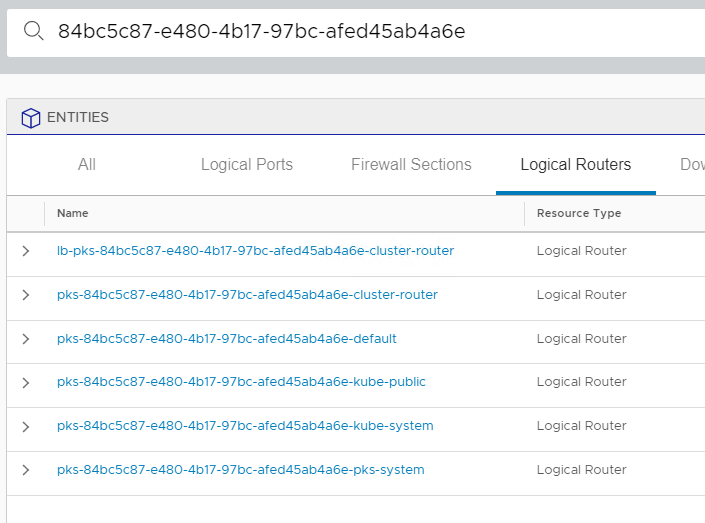 84bc5c87-e480-4b17-97bc-afed45ab4a6e
ENTITIES
All Logical Ports Firewall Sections Logical Routers
Name Resource Type
lb-pks-84bc5c87-e480-4b17-97bc-afed45ab4a6e-cluster-router Logical Router
pks-84bc5c87-e480-4b17-97bc-afed45ab4a6e-cluster-router Logical Router
pks-84bc5c87-e480-4b17-97bc-afed45ab4a6e-default Logical Router
pks-84bc5c87-e480-4b17-97bc-afed45ab4a6e-kube-public Logical Router
pks-84bc5c87-e480-4b17-97bc-afed45ab4a6e-kube-system Logical Router
pks-84bc5c87-e480-4b17-97bc-afed45ab4a6e-pks-system Logical Router